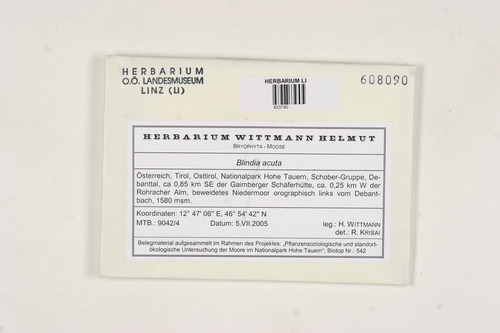 HERBARIUM
O.Ö. LANDESMUSEUM
LINZ (LI)
HERBARIUM LI
608090
HERBARIUM WITTMANN HELMUT
BRYOPHYTA - MOOSE
Blindia acuta
Österreich, Tirol, Osttirol, Nationalpark Hohe Tauern, Schober-Gruppe, De-
banttal, ca. 0,85 km SE der Gaimberger Schäferhütte, ca. 0,25 km W der
Rohracher Alm, beweidetes Niedermoor orographisch links vom Debant-
bach, 1580 msm.
Koordinaten: 12° 47' 06" E, 46° 54' 42" N
MTB.: 9042/4 Datum: 5.VII.2005 leg.: H. WITTMANN
det.: R. KRISAI
Belegmaterial aufgesammelt im Rahmen des Projektes: „Pflanzensoziologische und standort-
ökologische Untersuchung der Moore im Nationalpark Hohe Tauern"; Biotop Nr.: 542